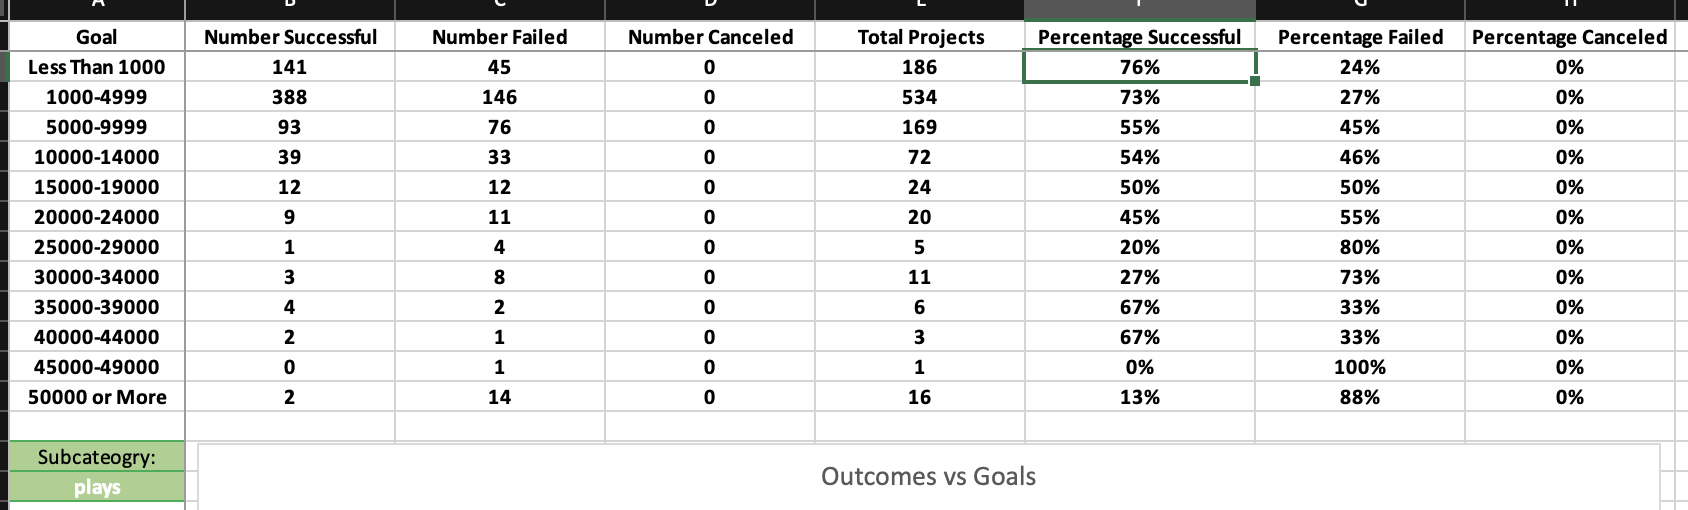 A B C D E F G H
Goal Number Successful Number Failed Number Canceled Total Projects Percentage Successful Percentage Failed Percentage Canceled
Less Than 1000 141 45 0 186 76% 24% 0%
1000-4999 388 146 0 534 73% 27% 0%
5000-9999 93 76 0 169 55% 45% 0%
10000-14000 39 33 0 72 54% 46% 0%
15000-19000 12 12 0 24 50% 50% 0%
20000-24000 9 11 0 20 45% 55% 0%
25000-29000 1 4 0 5 20% 80% 0%
30000-34000 3 8 0 11 27% 73% 0%
35000-39000 4 2 0 6 67% 33% 0%
40000-44000 2 1 0 3 67% 33% 0%
45000-49000 0 1 0 1 0% 100% 0%
50000 or More 2 14 0 16 13% 88% 0%
Subcateogry:
Outcomes vs Goals
plays